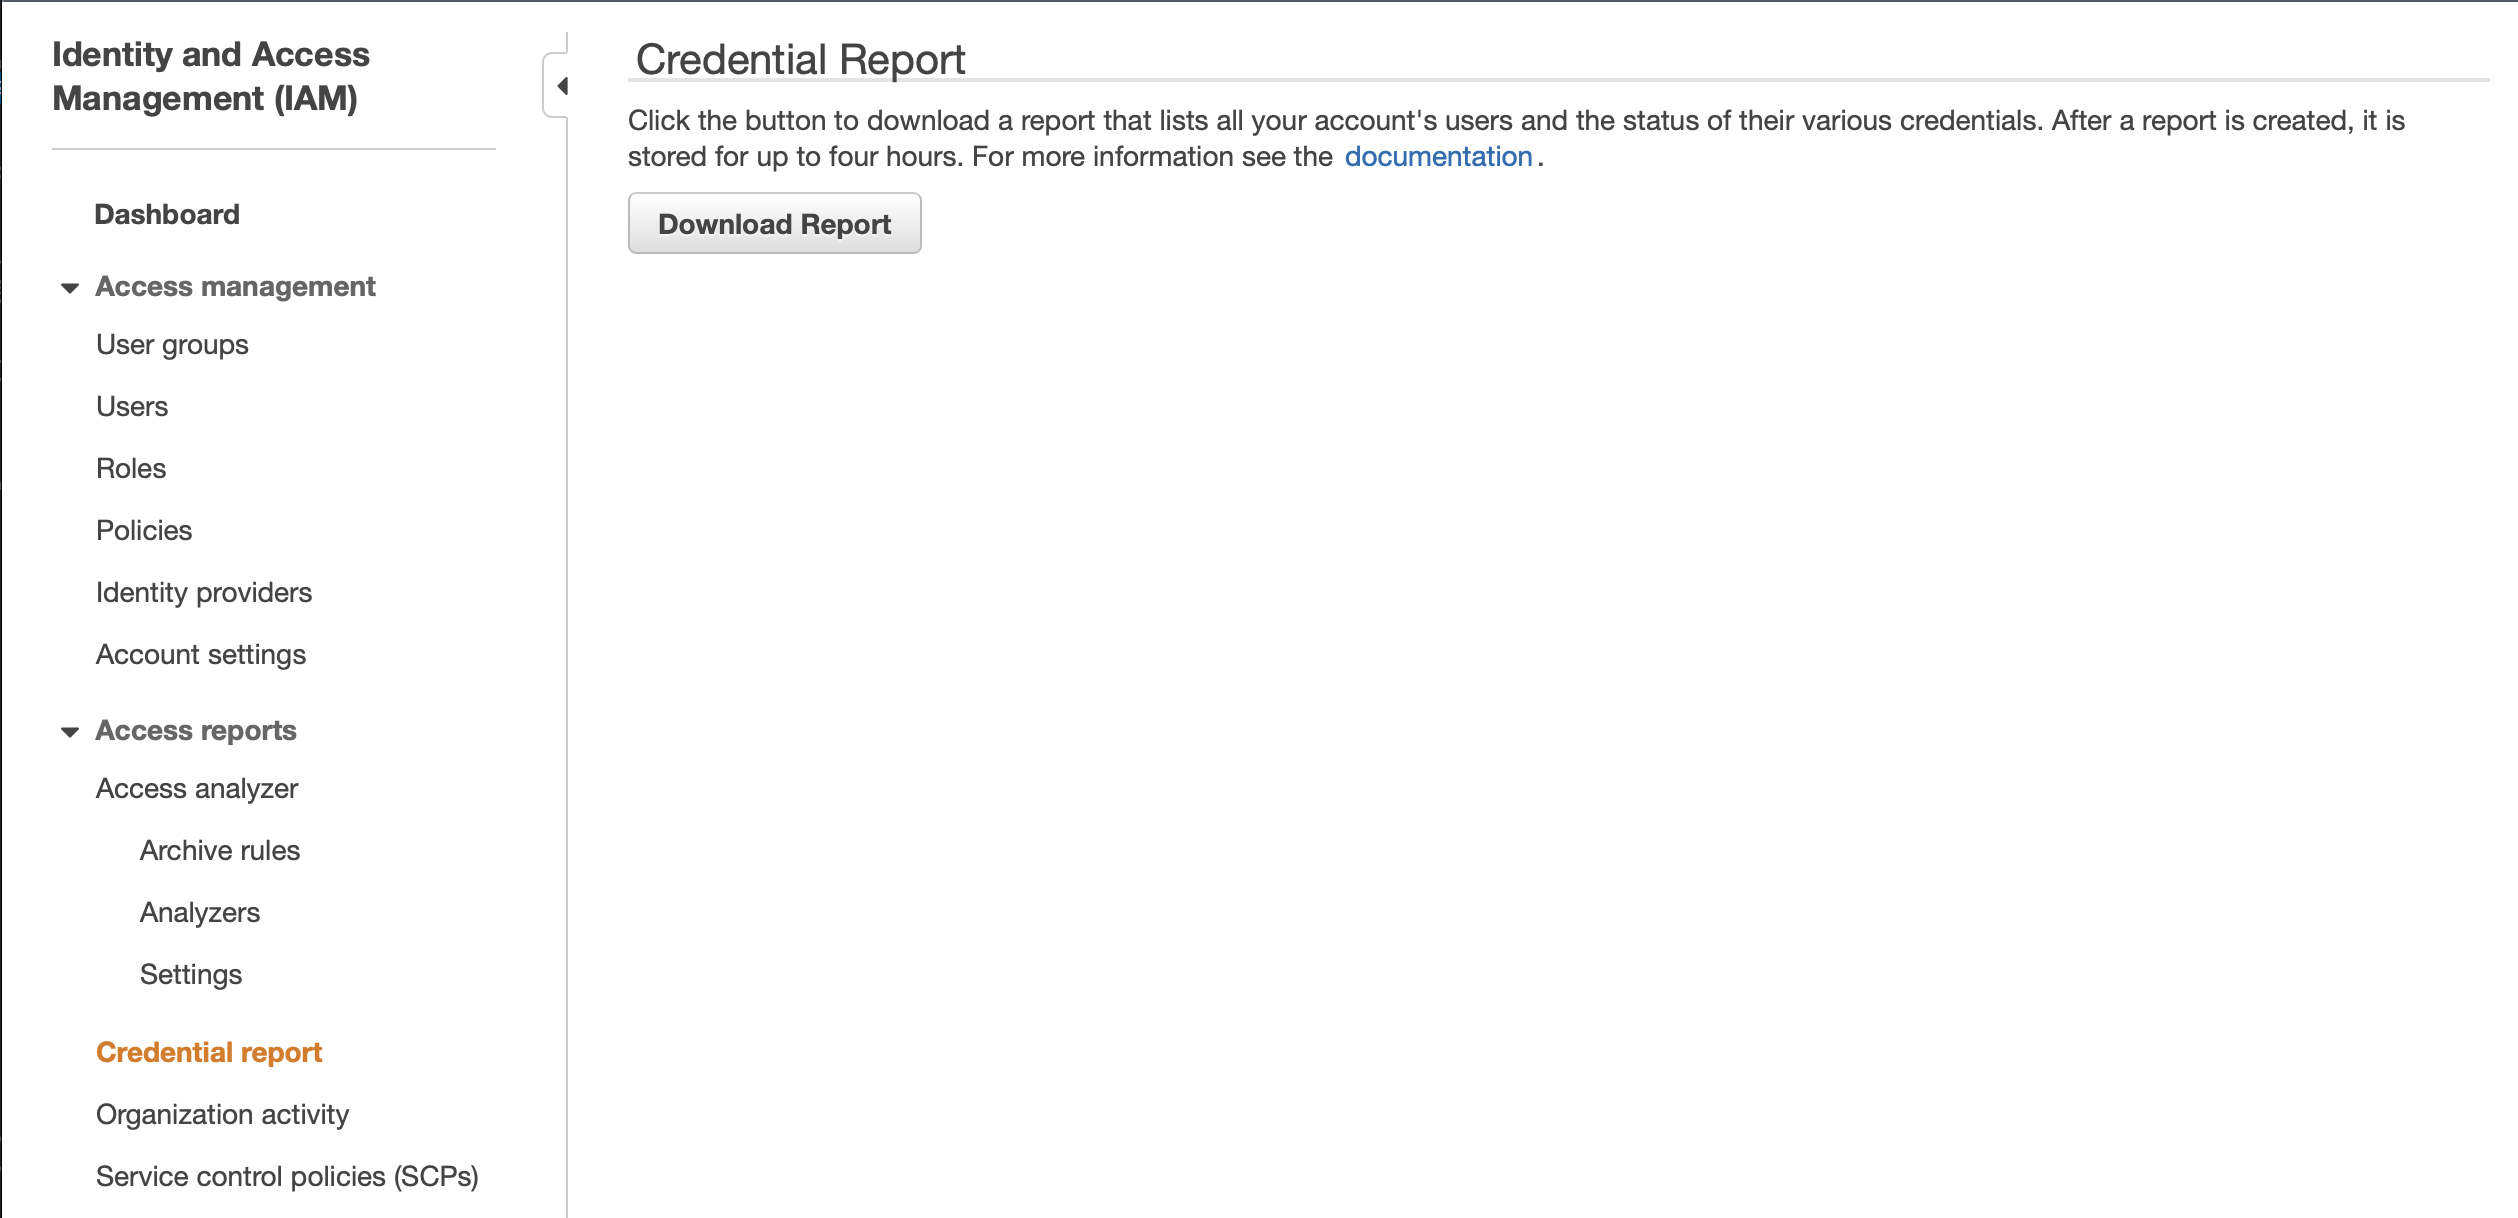 Identity and Access
Management (IAM)
Dashboard
Access management
User groups
Users
Roles
Policies
Identity providers
Account settings
Access reports
Access analyzer
Archive rules
Analyzers
Settings
Credential report
Organization activity
Service control policies (SCPs)
Credential Report
Click the button to download a report that lists all your account's users and the status of their various credentials. After a report is created, it is
stored for up to four hours. For more information see the documentation.
Download Report